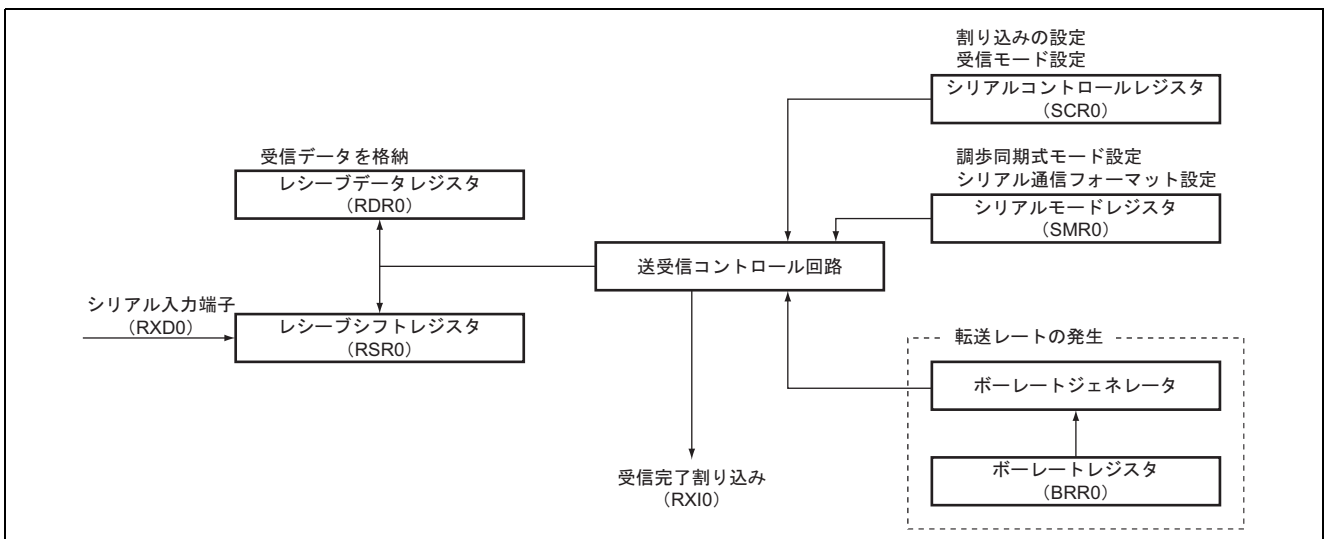 割り込みの設定
受信モード設定
シリアルコントロールレジスタ
(SCR0)
受信データを格納
レシーブデータレジスタ
(RDR0)
調歩同期式モード設定
シリアル通信フォーマット設定
シリアルモードレジスタ
(SMR0)
送受信コントロール回路
シリアル入力端子
(RXD0)
レシーブシフトレジスタ
(RSR0)
転送レートの発生
ボーレートジェネレータ
ボーレートレジスタ
(BRR0)
受信完了割り込み
(RXI0)